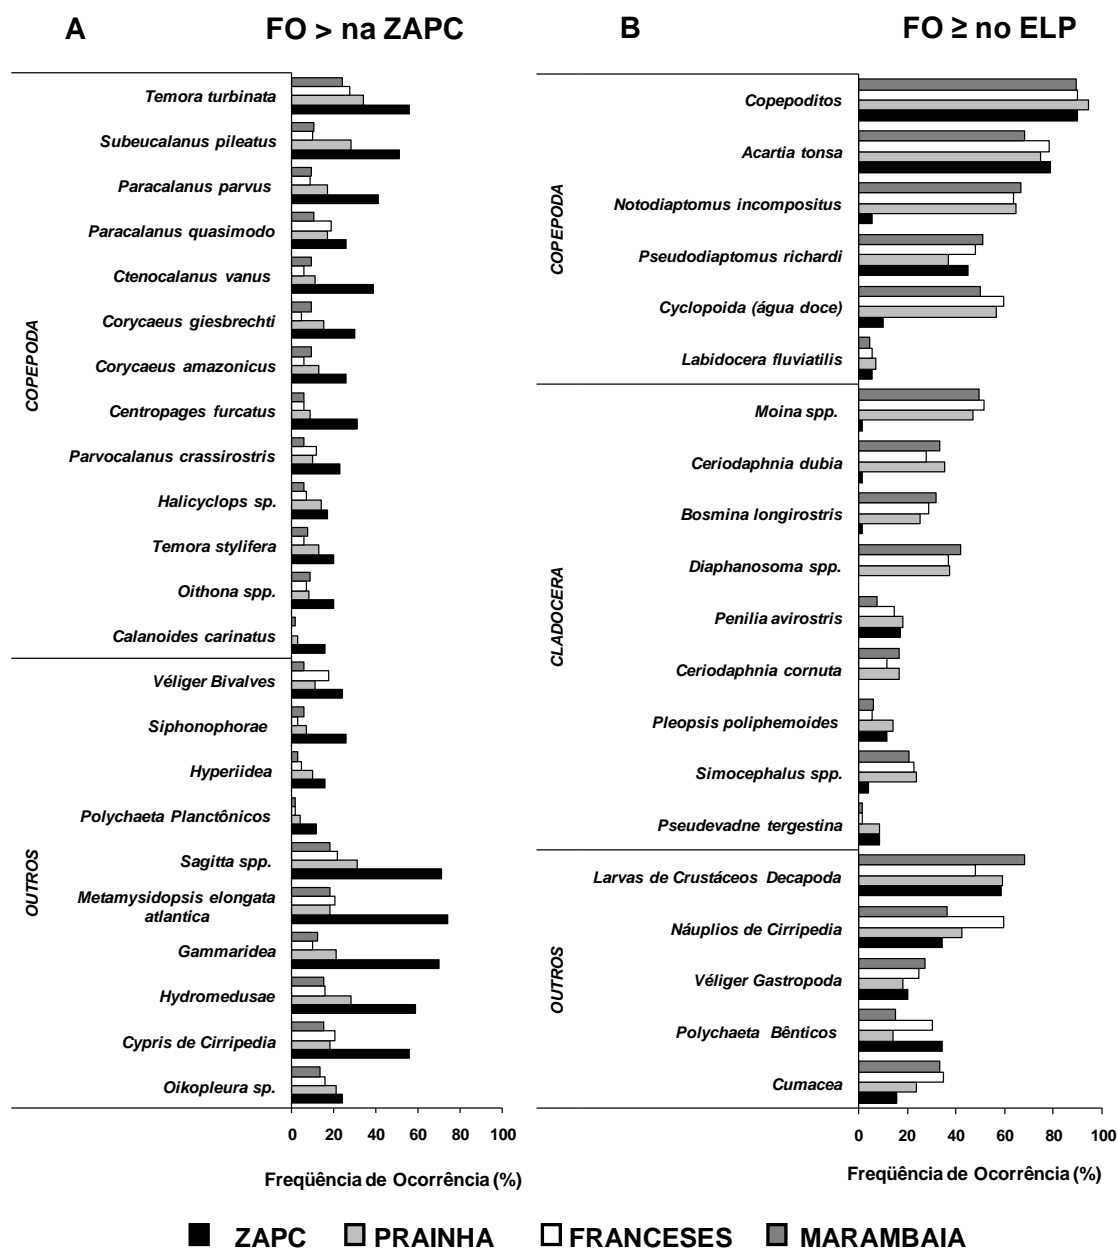 A
FO > na ZAPC
COPEPODA
Temora turbinata
Subeucalanus pileatus
Paracalanus parvus
Paracalanus quasimodo
Ctenocalanus vanus
Corycaeus giesbrechti
Corycaeus amazonicus
Centropages furcatus
Parvocalanus crassirostris
Halicyclops sp.
Temora stylifera
Oithona spp.
Calanoides carinatus
OUTROS
Véliger Bivalves
Siphonophorae
Hyperiidea
Polychaeta Planctônicos
Sagitta spp.
Metamysidopsis elongata
atlantica
Gammaridea
Hydromedusae
Cypris de Cirripedia
Oikopleura sp.
0 20 40 60 80 100
Freqüência de Ocorrência (%)
B
FO ≥ no ELP
COPEPODA
Copepoditos
Acartia tonsa
Notodiaptomus incompositus
Pseudodiaptomus richardi
Cyclopoida (água doce)
Labidocera fluviatilis
CLADOCERA
Moina spp.
Ceriodaphnia dubia
Bosmina longirostris
Diaphanosoma spp.
Penilia avirostris
Ceriodaphnia cornuta
Pleopsis poliphemoides
Simocephalus spp.
Pseudevadne tergestina
OUTROS
Larvas de Crustáceos Decapoda
Náuplios de Cirripedia
Véliger Gastropoda
Polychaeta Bênticos
Cumacea
0 20 40 60 80 100
Freqüência de Ocorrência (%)
ZAPC PRAINHA FRANCESES MARAMBAIA